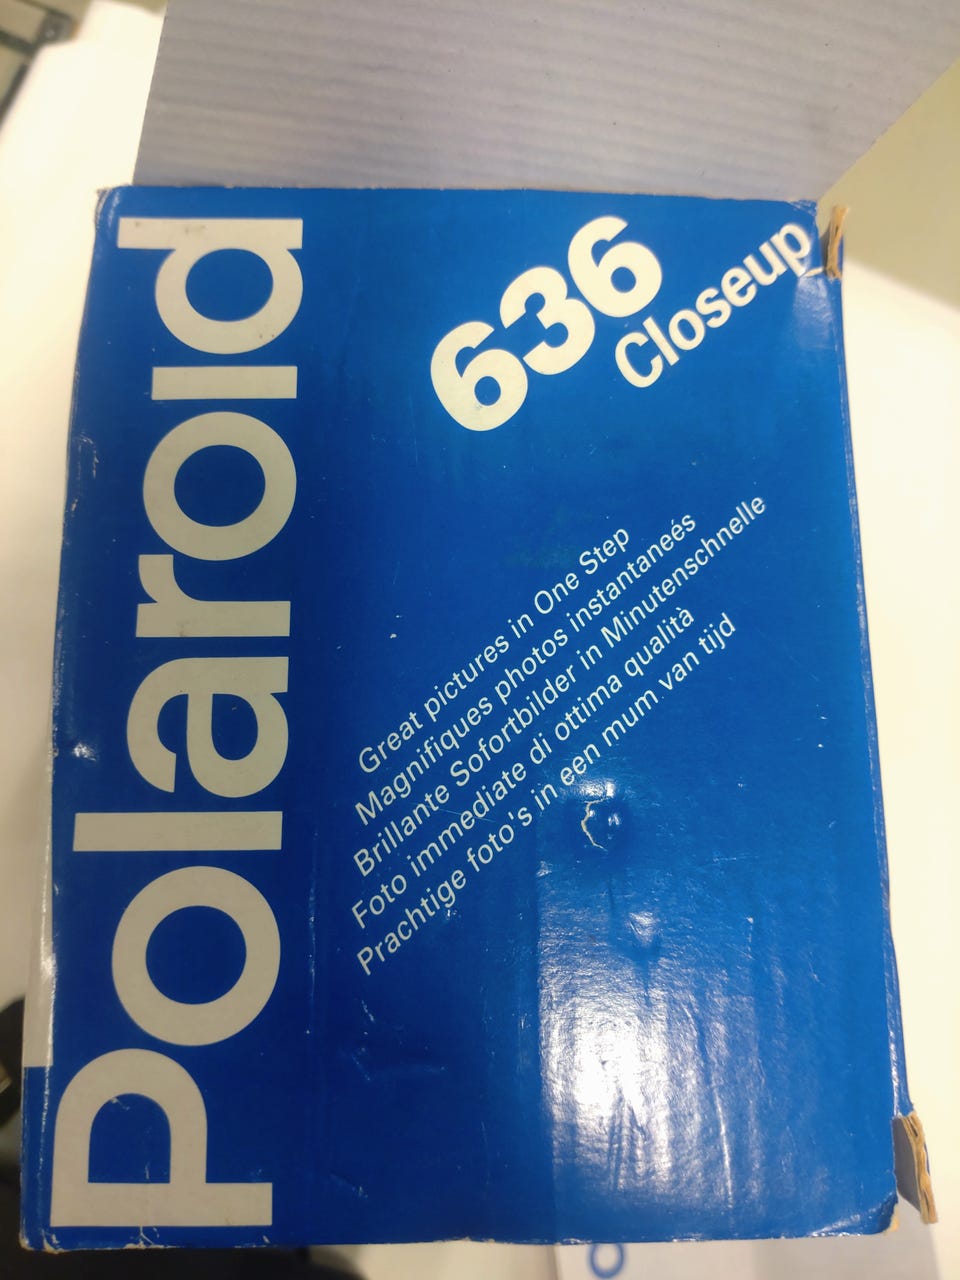 Polaroid
636
Closeup
Great pictures in One Step
Magnifiques photos instantaneés
Brillante Sofortbilder in Minutenschnelle
Foto immediate di ottima qualità
Prachtige foto's in een mum van tijd